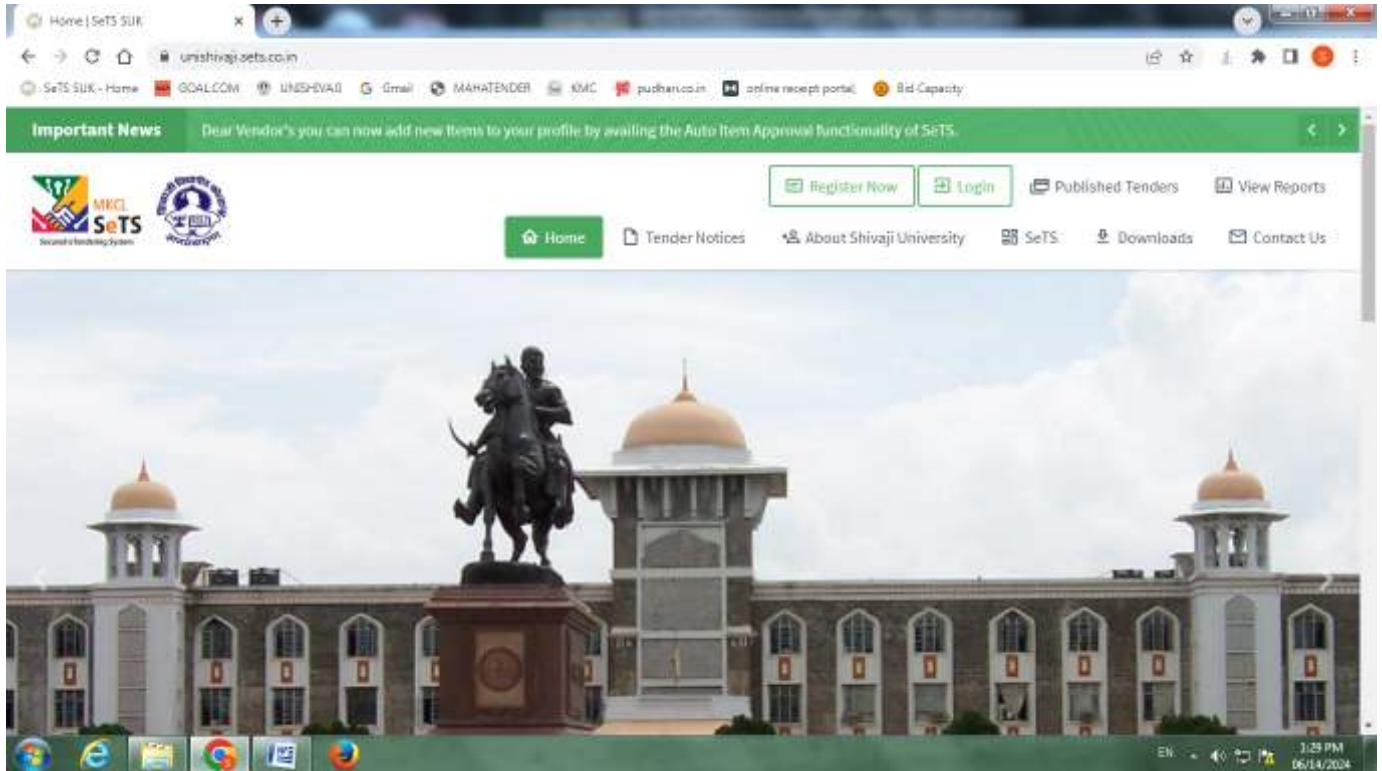 Home | SeTS SUK
unishivaji.sets.co.in
SeTS SUK - Home GOALCOM UNISHIVAJI Gmail MAHATENDER KMC pudhari.co.in online receipt portal Bid Capacity
Important News Dear Vendor's you can now add new Items to your profile by availing the Auto Item Approval functionality of SeTS.
Register Now Login Published Tenders View Reports
MKCL
SeTS
Home Tender Notices About Shivaji University SeTS Downloads Contact Us
EN 3:29 PM
06/14/2024